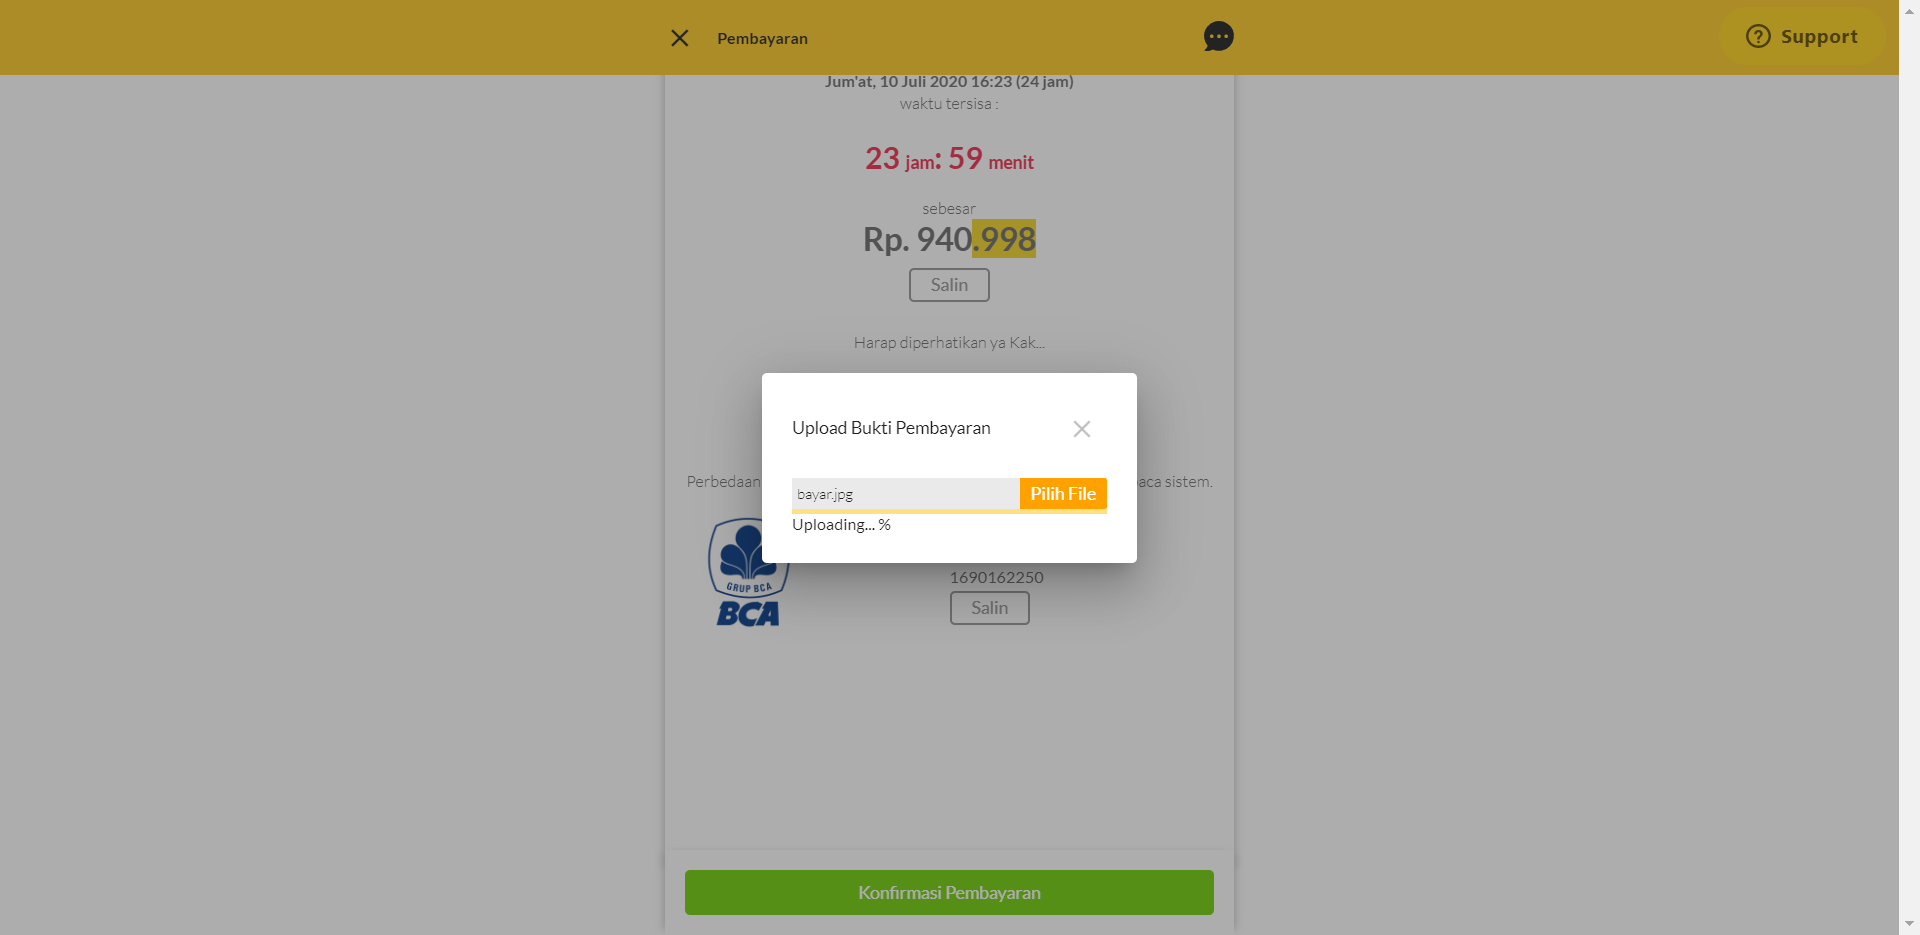 Pembayaran
Support
Jum'at, 10 Juli 2020 16:23 (24 jam)
waktu tersisa :
23 jam: 59 menit
sebesar
Rp. 940.998
Salin
Harap diperhatikan ya Kak...
Upload Bukti Pembayaran
Perbedaan
sistem.
bayar.jpg
Pilih File
Uploading... %
GRUP BCA
BCA
1690162250
Salin
Konfirmasi Pembayaran